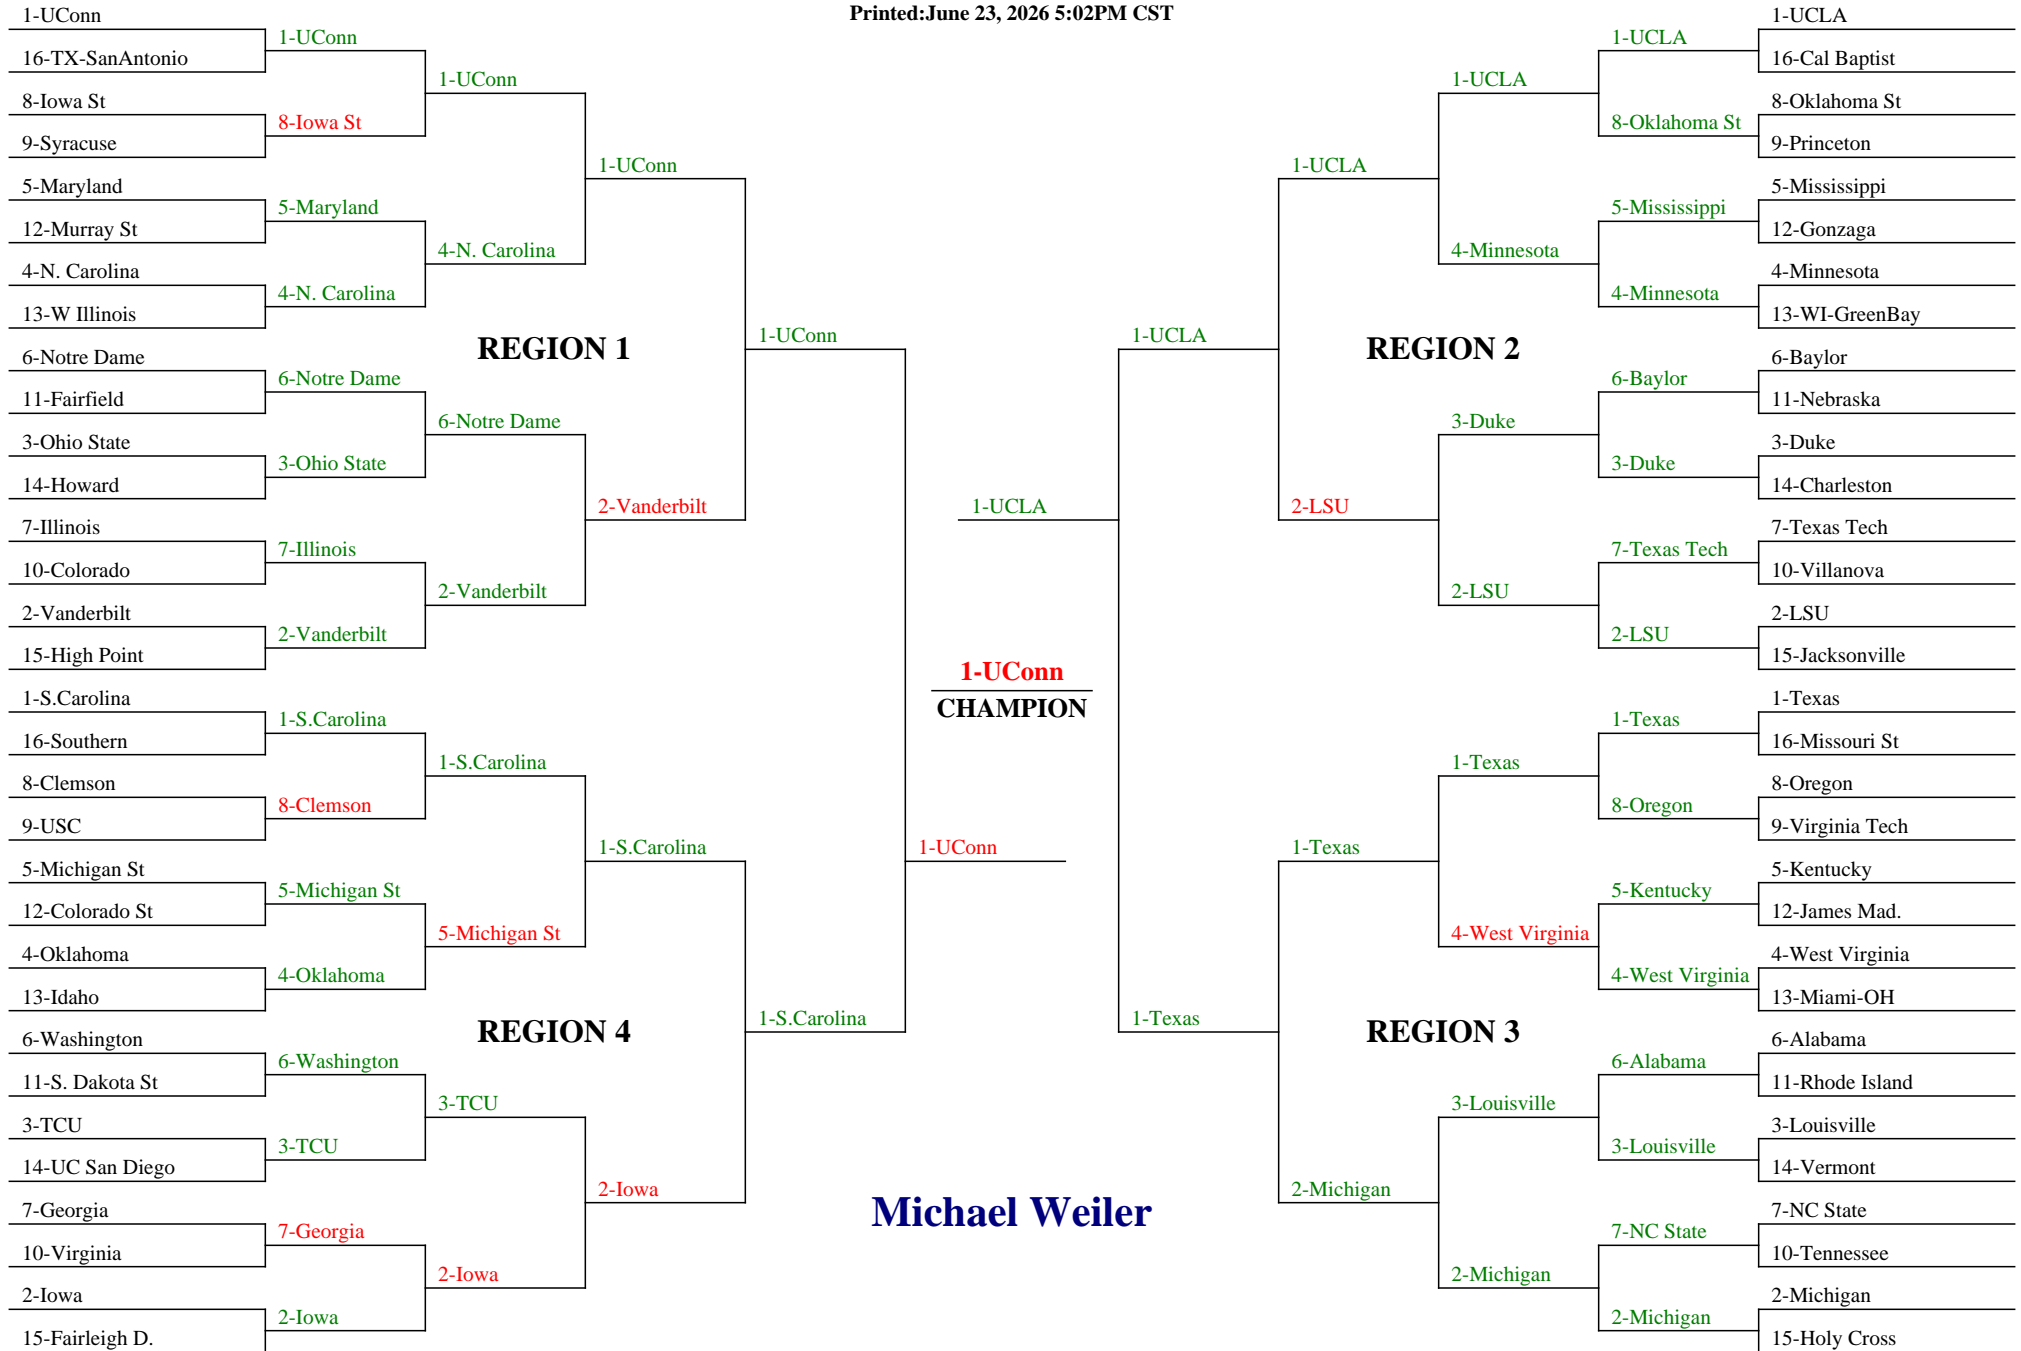 Printed:June 23, 2026 5:02PM CST
1-UConn
16-TX-SanAntonio
8-Iowa St
9-Syracuse
5-Maryland
12-Murray St
4-N. Carolina
13-W Illinois
6-Notre Dame
11-Fairfield
3-Ohio State
14-Howard
7-Illinois
10-Colorado
2-Vanderbilt
15-High Point
1-S.Carolina
16-Southern
8-Clemson
9-USC
5-Michigan St
12-Colorado St
4-Oklahoma
13-Idaho
6-Washington
11-S. Dakota St
3-TCU
14-UC San Diego
7-Georgia
10-Virginia
2-Iowa
15-Fairleigh D.
1-UConn
8-Iowa St
5-Maryland
4-N. Carolina
6-Notre Dame
3-Ohio State
7-Illinois
2-Vanderbilt
1-S.Carolina
8-Clemson
5-Michigan St
4-Oklahoma
6-Washington
3-TCU
7-Georgia
2-Iowa
1-UConn
4-N. Carolina
6-Notre Dame
2-Vanderbilt
1-S.Carolina
5-Michigan St
3-TCU
2-Iowa
REGION 1
REGION 4
1-UConn
2-Vanderbilt
1-S.Carolina
2-Iowa
1-UConn
1-S.Carolina
1-UConn
1-UConn
CHAMPION
Michael Weiler
1-UCLA
1-UCLA
1-Texas
1-UCLA
2-LSU
1-Texas
2-Michigan
REGION 2
REGION 3
1-UCLA
4-Minnesota
3-Duke
2-LSU
1-Texas
4-West Virginia
3-Louisville
2-Michigan
1-UCLA
8-Oklahoma St
5-Mississippi
4-Minnesota
6-Baylor
3-Duke
7-Texas Tech
2-LSU
1-Texas
8-Oregon
5-Kentucky
4-West Virginia
6-Alabama
3-Louisville
7-NC State
2-Michigan
1-UCLA
16-Cal Baptist
8-Oklahoma St
9-Princeton
5-Mississippi
12-Gonzaga
4-Minnesota
13-WI-GreenBay
6-Baylor
11-Nebraska
3-Duke
14-Charleston
7-Texas Tech
10-Villanova
2-LSU
15-Jacksonville
1-Texas
16-Missouri St
8-Oregon
9-Virginia Tech
5-Kentucky
12-James Mad.
4-West Virginia
13-Miami-OH
6-Alabama
11-Rhode Island
3-Louisville
14-Vermont
7-NC State
10-Tennessee
2-Michigan
15-Holy Cross